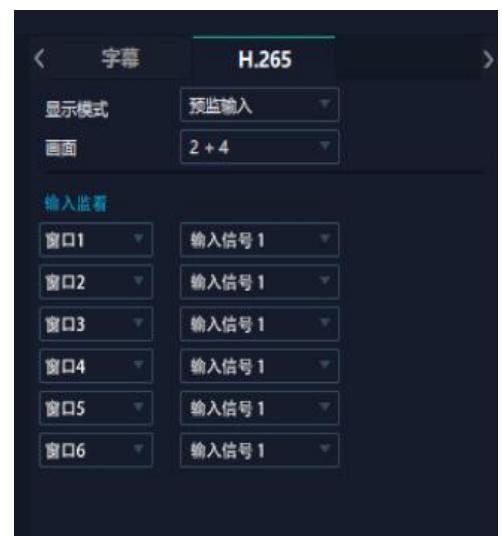 字幕 H.265
显示模式 预监输入
画面 2 + 4
输入监看
窗口1 输入信号 1
窗口2 输入信号 1
窗口3 输入信号 1
窗口4 输入信号 1
窗口5 输入信号 1
窗口6 输入信号 1